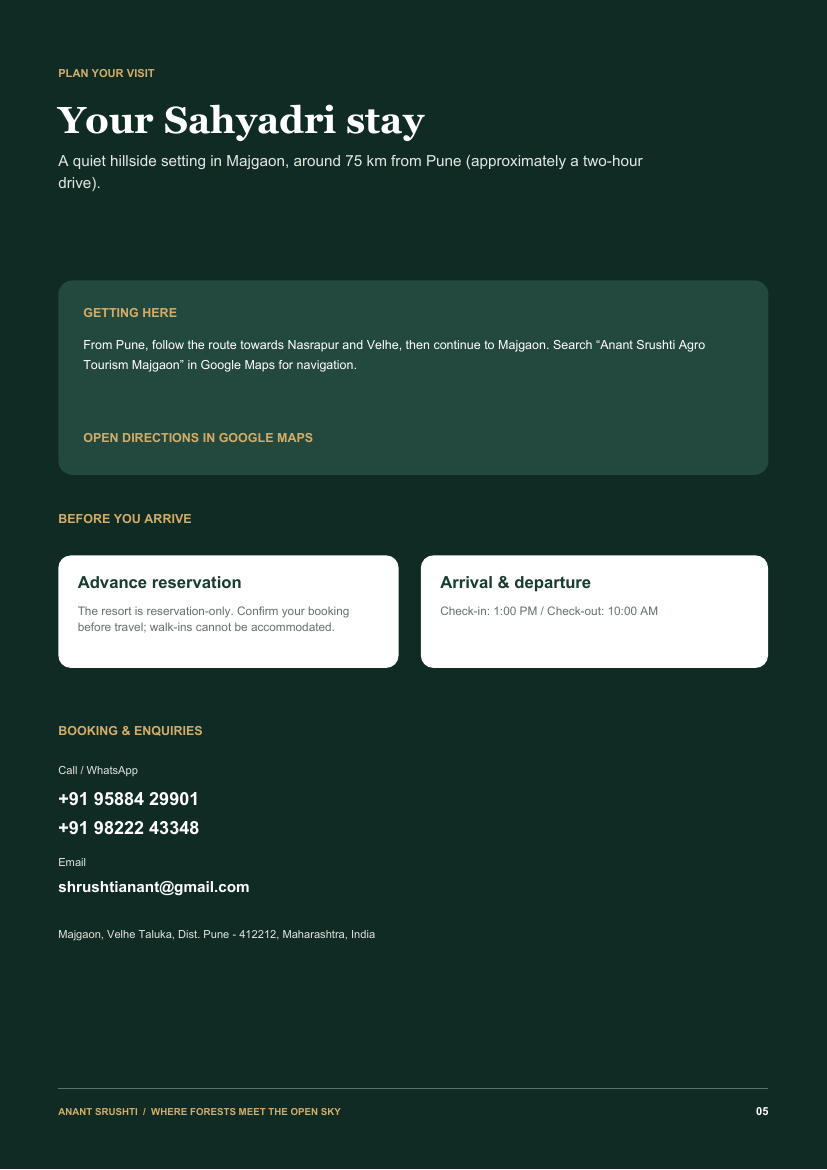 PLAN YOUR VISIT
Your Sahyadri stay
A quiet hillside setting in Majgaon, around 75 km from Pune (approximately a two-hour
drive).
GETTING HERE
From Pune, follow the route towards Nasrapur and Velhe, then continue to Majgaon. Search “Anant Srushti Agro
Tourism Majgaon” in Google Maps for navigation.
OPEN DIRECTIONS IN GOOGLE MAPS
BEFORE YOU ARRIVE
Advance reservation
The resort is reservation-only. Confirm your booking
before travel; walk-ins cannot be accommodated.
Arrival & departure
Check-in: 1:00 PM / Check-out: 10:00 AM
BOOKING & ENQUIRIES
Call / WhatsApp
+91 95884 29901
+91 98222 43348
Email
shrushtianant@gmail.com
Majgaon, Velhe Taluka, Dist. Pune - 412212, Maharashtra, India
ANANT SRUSHTI / WHERE FORESTS MEET THE OPEN SKY
05